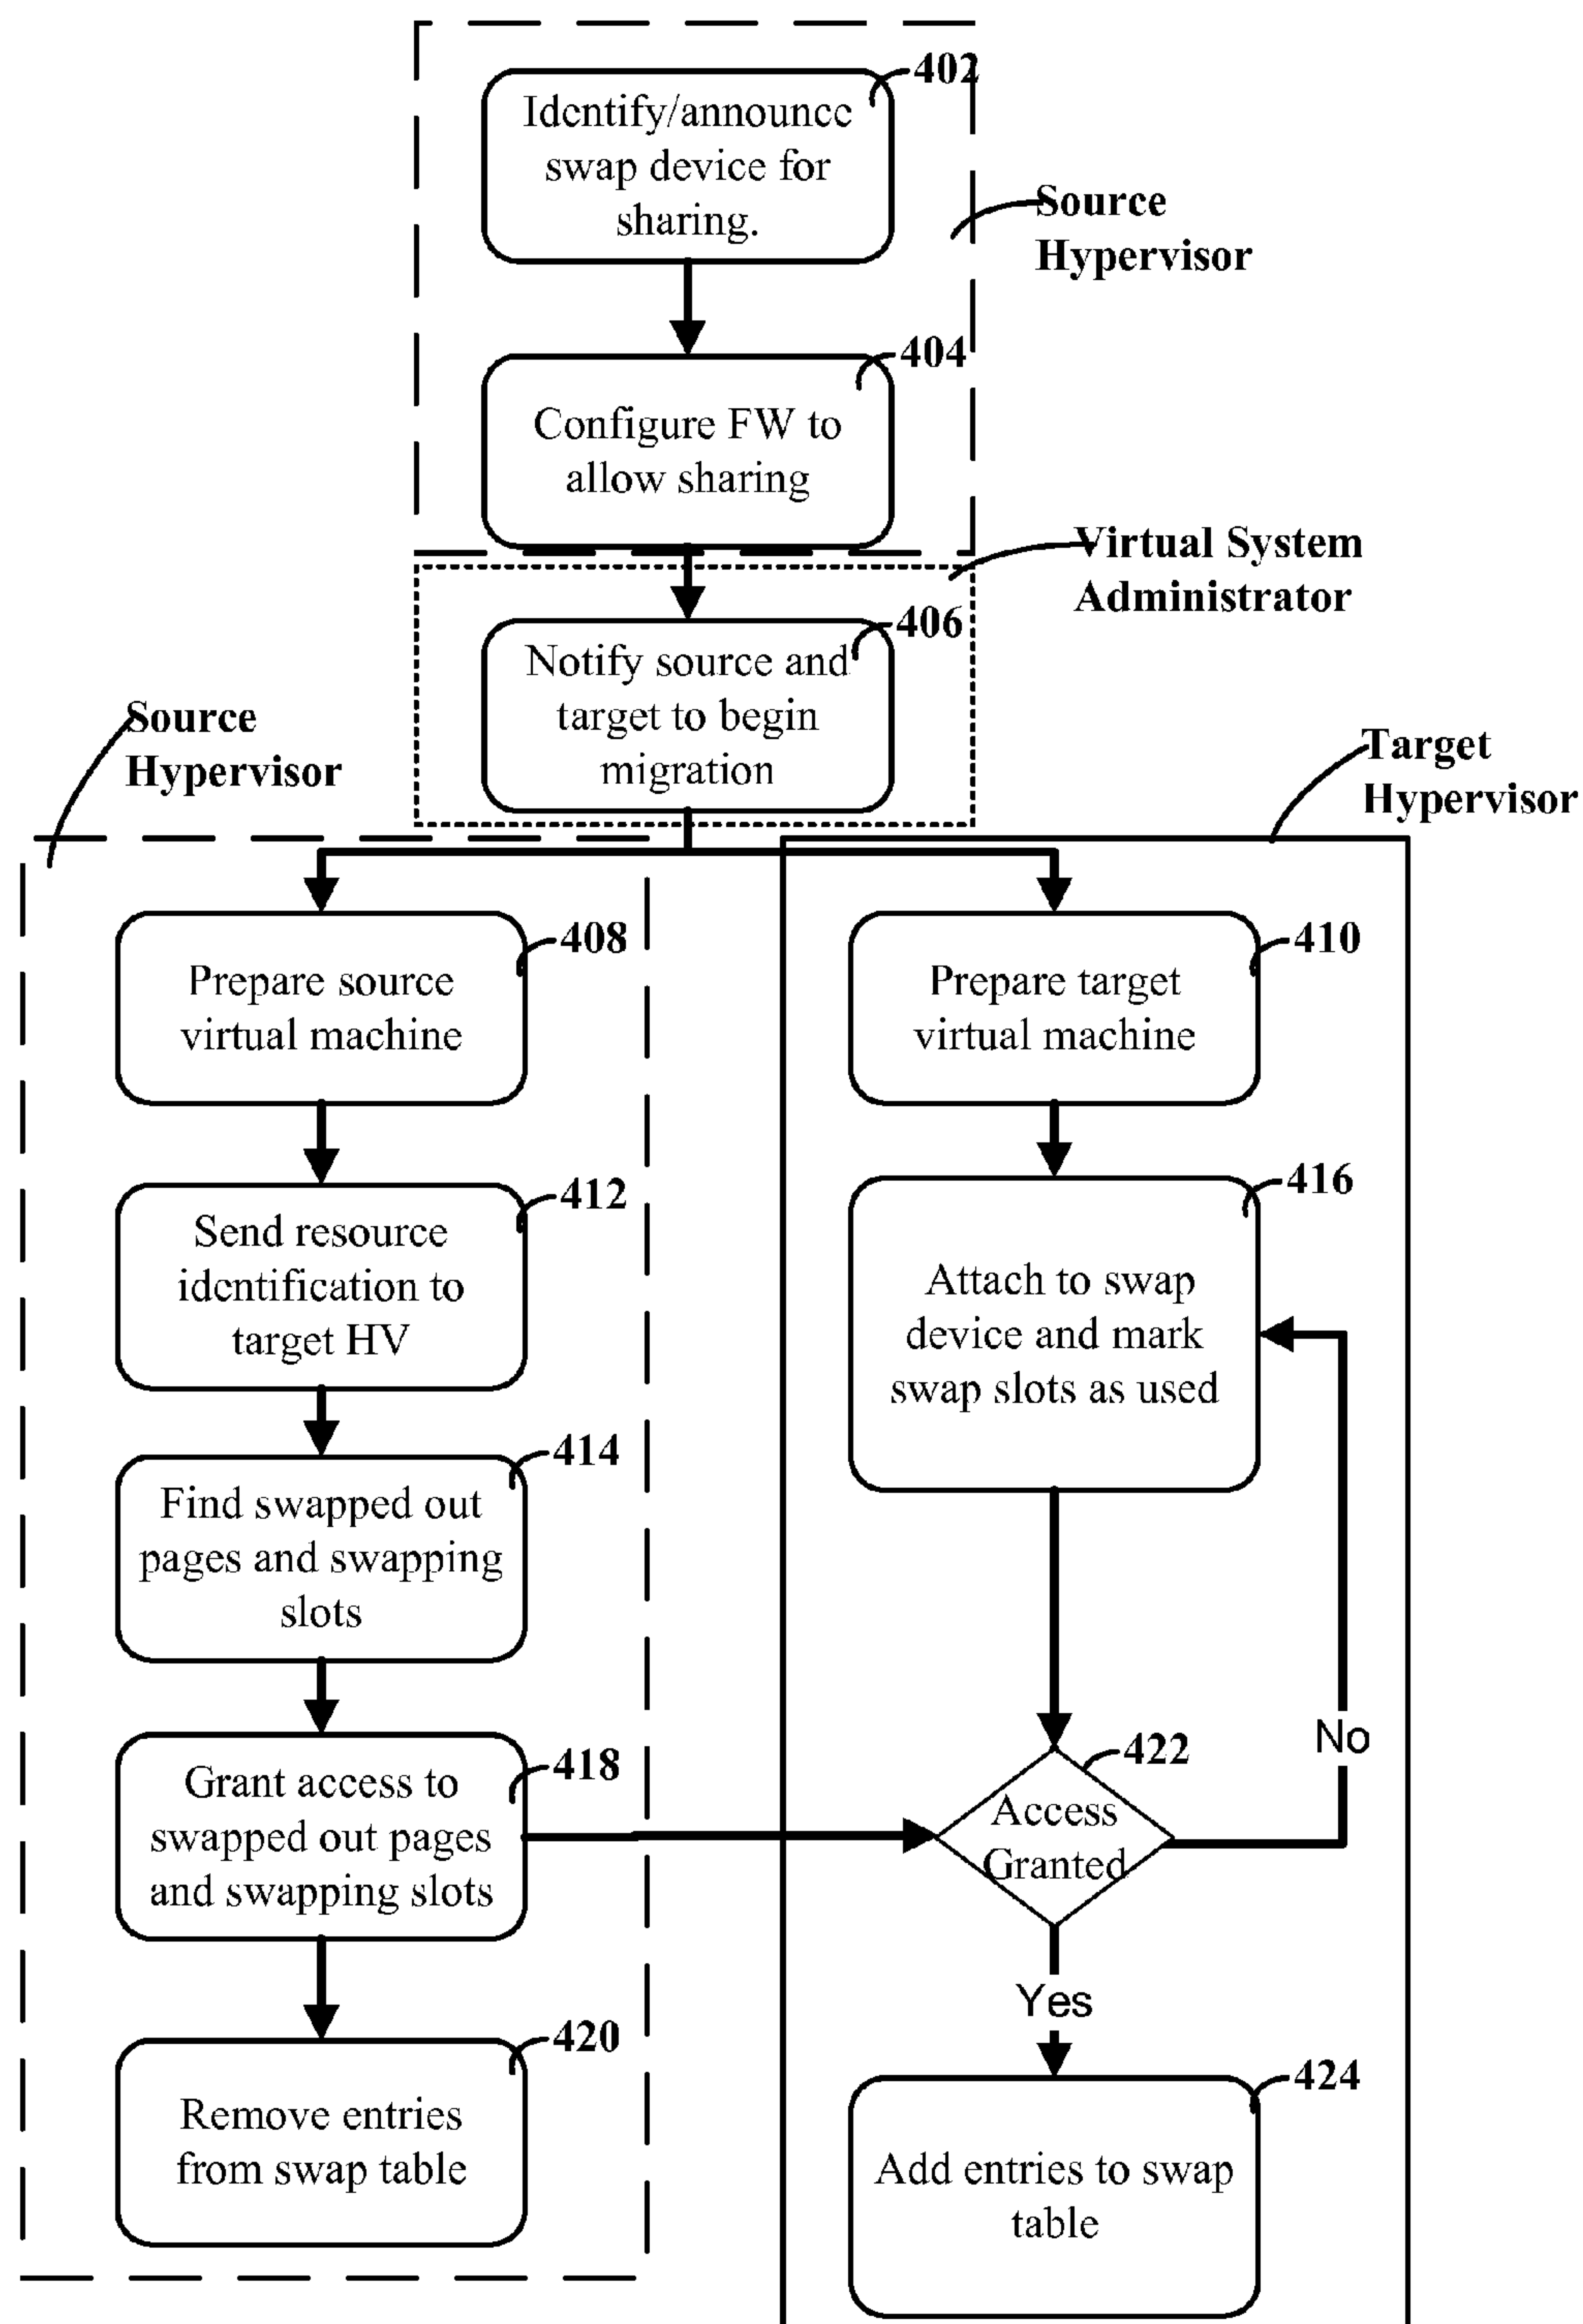 402
Identify/announce
swap device for
sharing.
Source
Hypervisor
404
Configure FW to
allow sharing
Virtual System
Administrator
406
Notify source and
target to begin
migration
Source
Hypervisor
Target
Hypervisor
408
Prepare source
virtual machine
410
Prepare target
virtual machine
412
Send resource
identification to
target HV
416
Attach to swap
device and mark
swap slots as used
414
Find swapped out
pages and swapping
slots
418
Grant access to
swapped out pages
and swapping slots
422
Access
Granted
No
Yes
420
Remove entries
from swap table
424
Add entries to swap
table